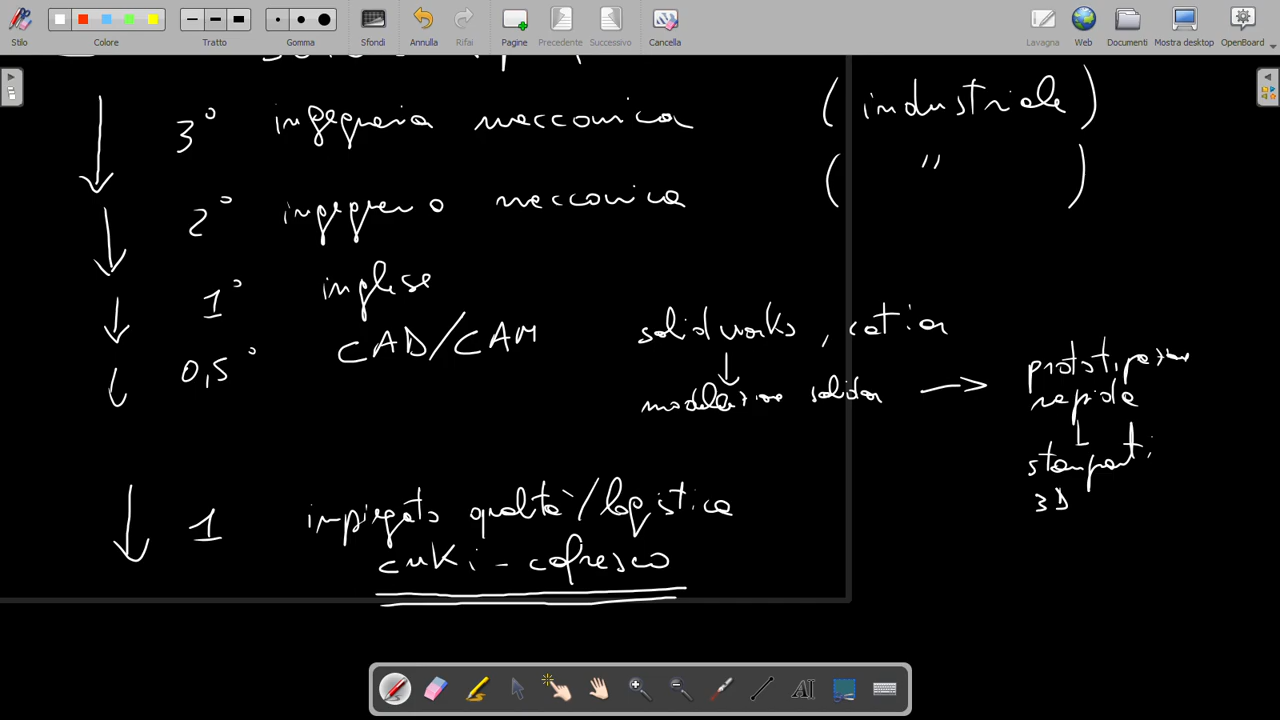 Stilo Colore Tratto Gomma Sfondi Annulla Rifai Pagine Precedente Successivo Cancella Lavagna Web Documenti Mostra desktop OpenBoard
3° ingegneria meccanica (industriale)
2° ingegneria meccanica ( " )
1° inglese
0,5° CAD/CAM solidworks, catia
modellazione solida → prototipazione
rapida
stampanti
3D
1 impiegato qualità/logistica
cuki - cofresco